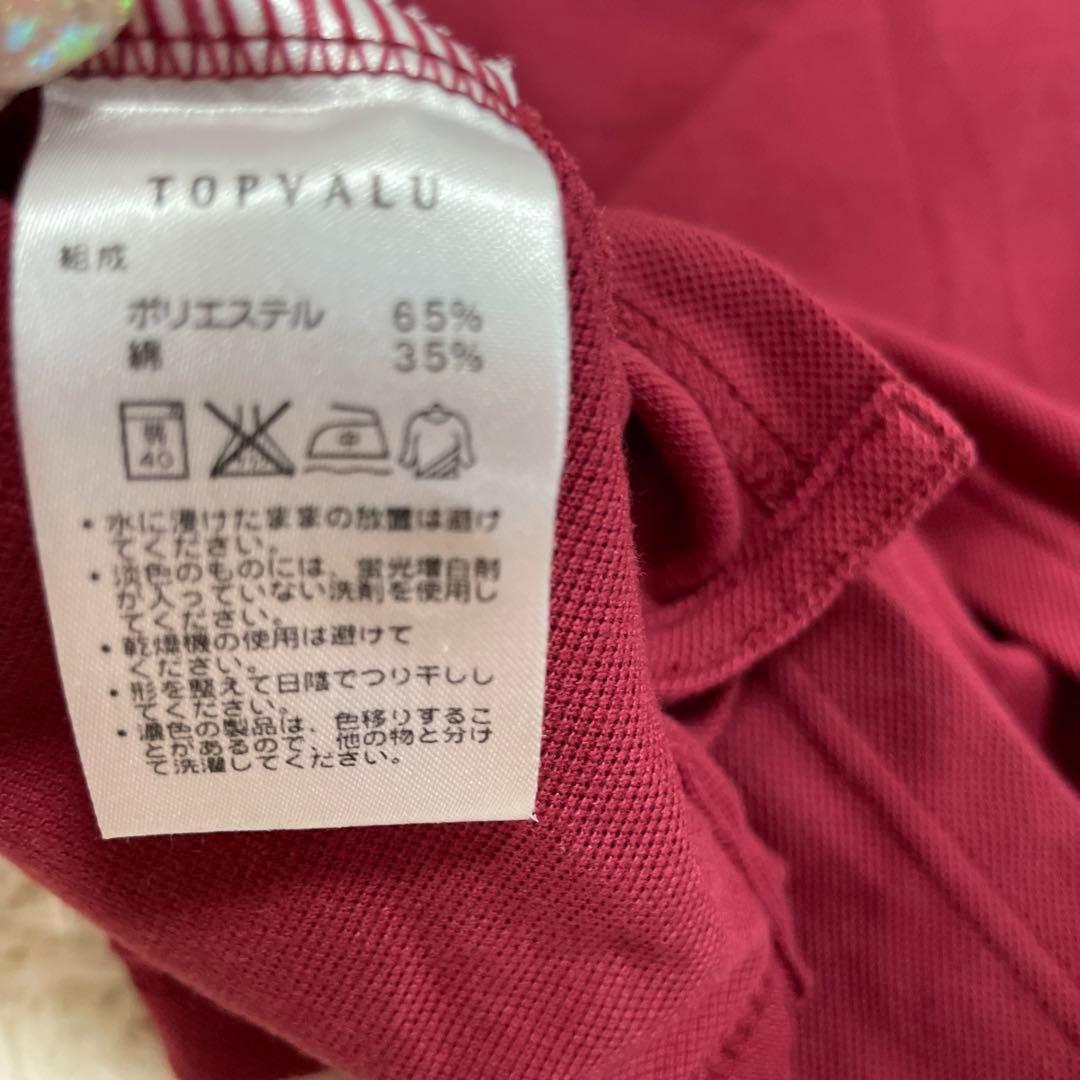 TOPVALU
組成
ポリエステル 65%
綿 35%
弱
40
・水に漬けたままの放置は避け
てください。
・淡色のものには、蛍光増白剤
が入っていない洗剤を使用し
てください。
・乾燥機の使用は避けて
ください。
・形を整えて日陰でつり干しし
てください。
・濃色の製品は、色移りするこ
とがあるので、他の物と分け
て洗濯してください。